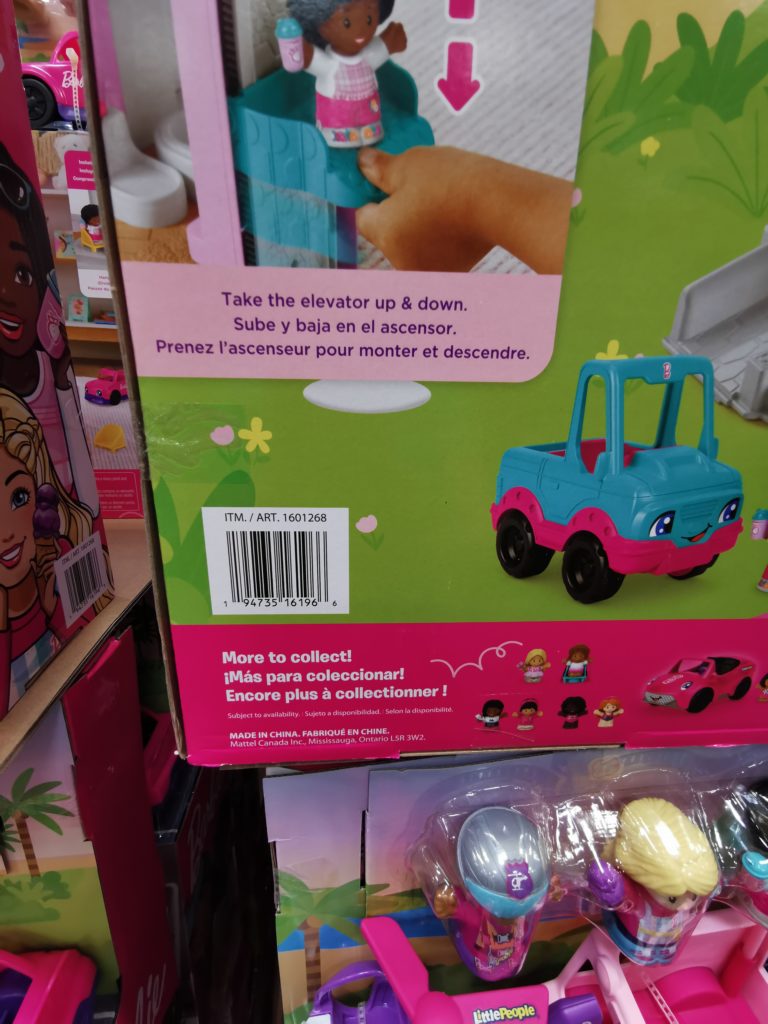 Take the elevator up & down.
Sube y baja en el ascensor.
Prenez l'ascenseur pour monter et descendre.
ITM. / ART. 1601268
1 94735 16196 6
More to collect!
¡Más para coleccionar!
Encore plus à collectionner !
Subject to availability. · Sujeto a disponibilidad. · Selon la disponibilité.
MADE IN CHINA. FABRIQUÉ EN CHINE.
Mattel Canada Inc., Mississauga, Ontario L5R 3W2.
Little People